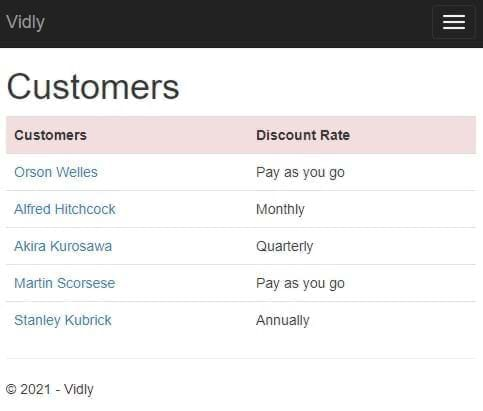 Vidly
Customers
Customers Discount Rate
Orson Welles Pay as you go
Alfred Hitchcock Monthly
Akira Kurosawa Quarterly
Martin Scorsese Pay as you go
Stanley Kubrick Annually
© 2021 - Vidly